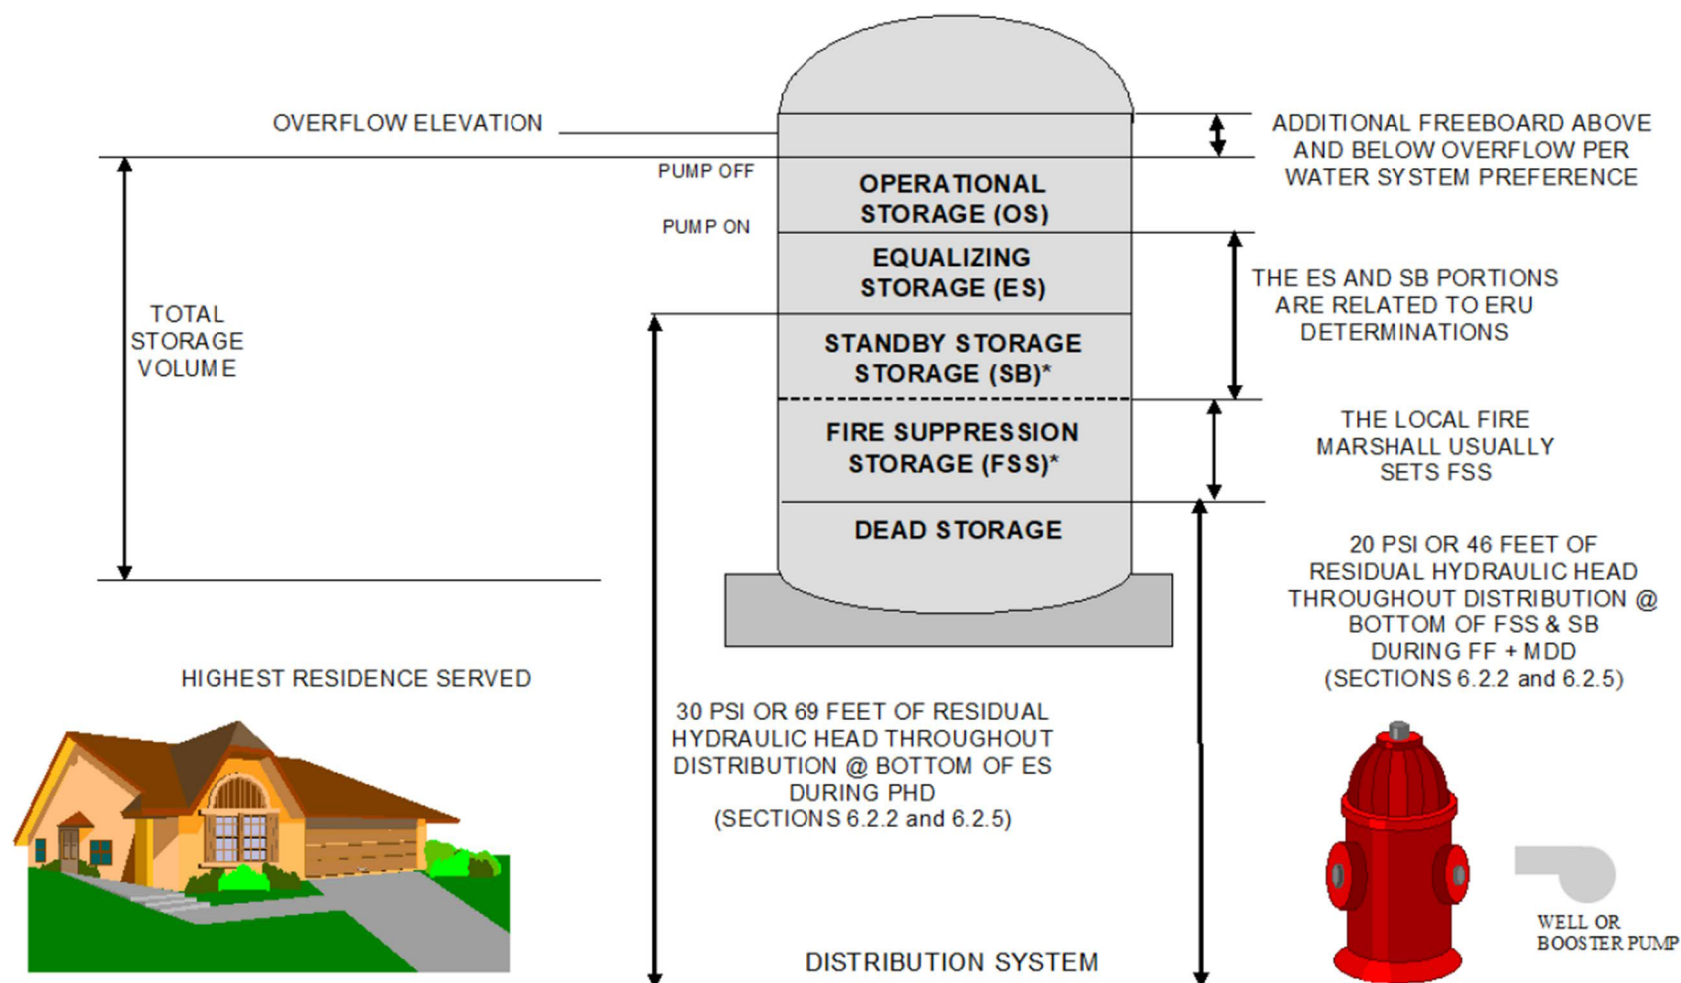 OVERFLOW ELEVATION
ADDITIONAL FREEBOARD ABOVE
AND BELOW OVERFLOW PER
WATER SYSTEM PREFERENCE
PUMP OFF
OPERATIONAL
STORAGE (OS)
PUMP ON
EQUALIZING
STORAGE (ES)
THE ES AND SB PORTIONS
ARE RELATED TO ERU
DETERMINATIONS
TOTAL
STORAGE
VOLUME
STANDBY STORAGE
STORAGE (SB)*
FIRE SUPPRESSION
STORAGE (FSS)*
THE LOCAL FIRE
MARSHALL USUALLY
SETS FSS
DEAD STORAGE
20 PSI OR 46 FEET OF
RESIDUAL HYDRAULIC HEAD
THROUGHOUT DISTRIBUTION @
BOTTOM OF FSS & SB
DURING FF + MDD
(SECTIONS 6.2.2 and 6.2.5)
HIGHEST RESIDENCE SERVED
30 PSI OR 69 FEET OF RESIDUAL
HYDRAULIC HEAD THROUGHOUT
DISTRIBUTION @ BOTTOM OF ES
DURING PHD
(SECTIONS 6.2.2 and 6.2.5)
WELL OR
BOOSTER PUMP
DISTRIBUTION SYSTEM